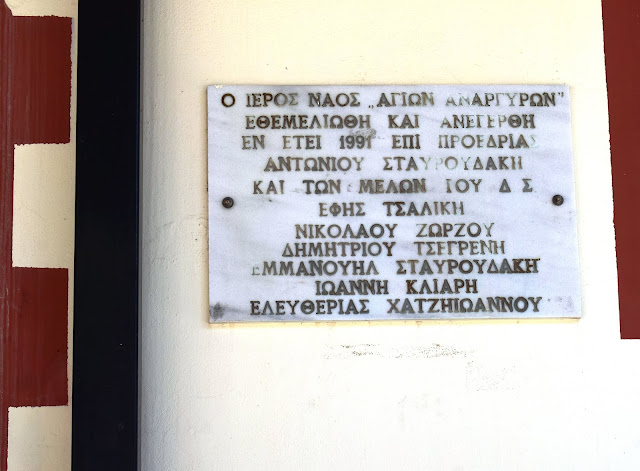 Ο ΙΕΡΟΣ ΝΑΟΣ „ΑΓΙΩΝ ΑΝΑΡΓΥΡΩΝ"
ΕΘΕΜΕΛΙΩΘΗ ΚΑΙ ΑΝΕΓΕΡΘΗ
ΕΝ ΕΤΕΙ 1991 ΕΠΙ ΠΡΟΕΔΡΙΑΣ
ΑΝΤΩΝΙΟΥ ΣΤΑΥΡΟΥΔΑΚΗ
ΚΑΙ ΤΩΝ ΜΕΛΩΝ ΤΟΥ Δ Σ
ΕΦΗΣ ΤΣΑΛΙΚΗ
ΝΙΚΟΛΑΟΥ ΖΩΡΖΟΥ
ΔΗΜΗΤΡΙΟΥ ΤΣΕΓΡΕΝΗ
ΕΜΜΑΝΟΥΗΛ ΣΤΑΥΡΟΥΔΑΚΗ
ΙΩΑΝΝΗ ΚΛΙΑΡΗ
ΕΛΕΥΘΕΡΙΑΣ ΧΑΤΖΗΙΩΑΝΝΟΥ